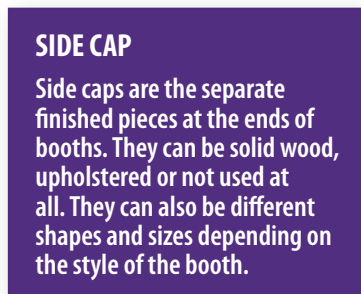 SIDE CAP
Side caps are the separate
finished pieces at the ends of
booths. They can be solid wood,
upholstered or not used at
all. They can also be different
shapes and sizes depending on
the style of the booth.